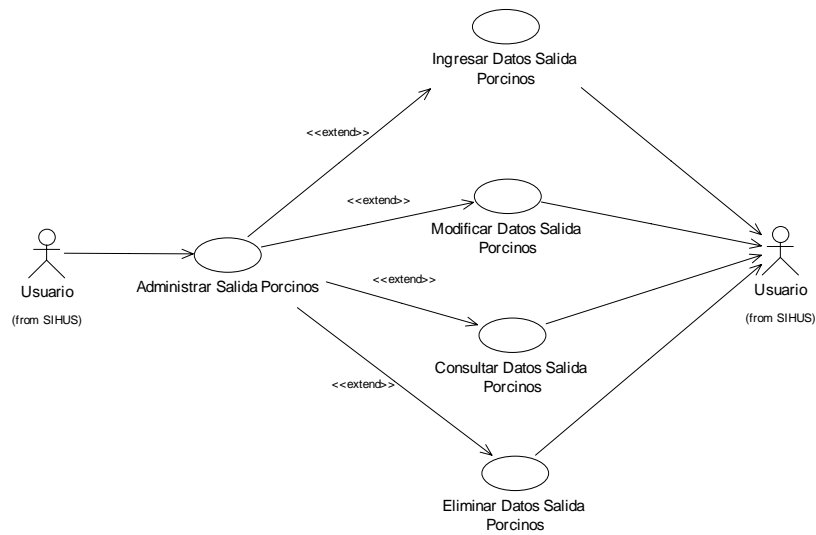 Ingresar Datos Salida
Porcinos
<<extend>>
<<extend>>
Modificar Datos Salida
Porcinos
Usuario
(from SIHUS)
Administrar Salida Porcinos
<<extend>>
Usuario
(from SIHUS)
Consultar Datos Salida
Porcinos
<<extend>>
Eliminar Datos Salida
Porcinos